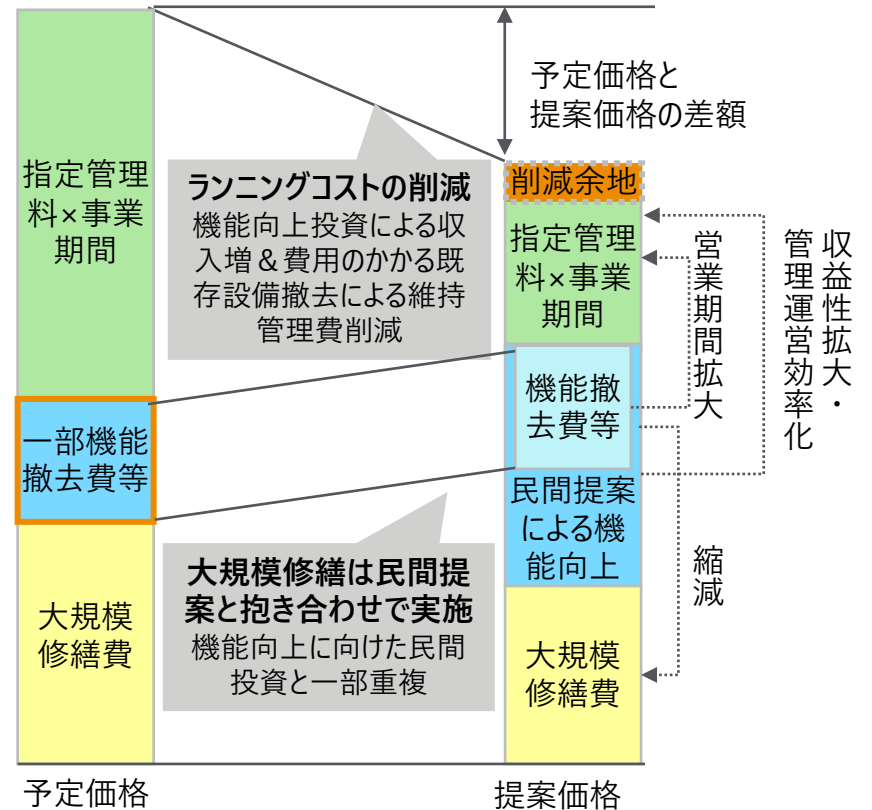 指定管理
料×事業
期間
一部機能
撤去費等
大規模
修繕費
予定価格
ランニングコストの削減
機能向上投資による収
入増＆費用のかかる既
存設備撤去による維持
管理費削減
大規模修繕は民間提
案と抱き合わせで実施
機能向上に向けた民間
投資と一部重複
予定価格と
提案価格の差額
削減余地
指定管理
料×事業
期間
機能撤
去費等
民間提案
による機
能向上
大規模
修繕費
提案価格
営業期間拡大
縮減
収益性拡大・
管理運営効率化